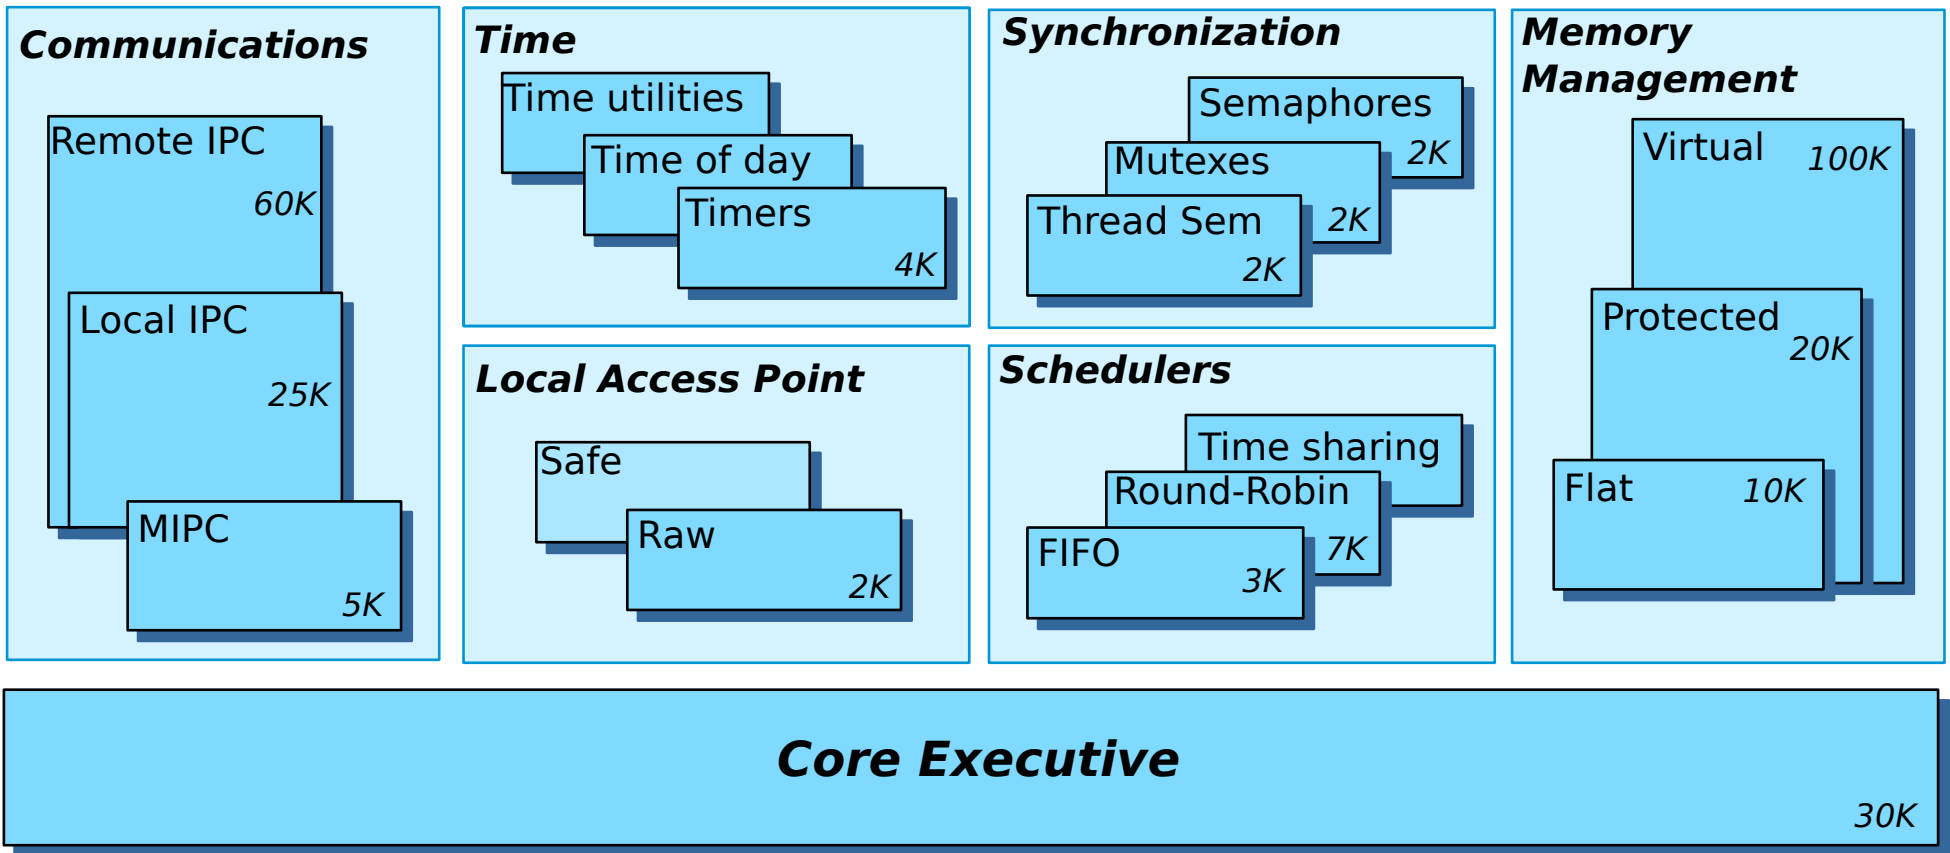 Communications
Remote IPC
60K
Local IPC
25K
MIPC
5K
Time
Time utilities
Time of day
Timers
4K
Local Access Point
Safe
Raw
2K
Synchronization
Semaphores
2K
Mutexes
2K
Thread Sem
2K
Schedulers
Time sharing
Round-Robin
7K
FIFO
3K
Memory
Management
Virtual
100K
Protected
20K
Flat
10K
Core Executive
30K